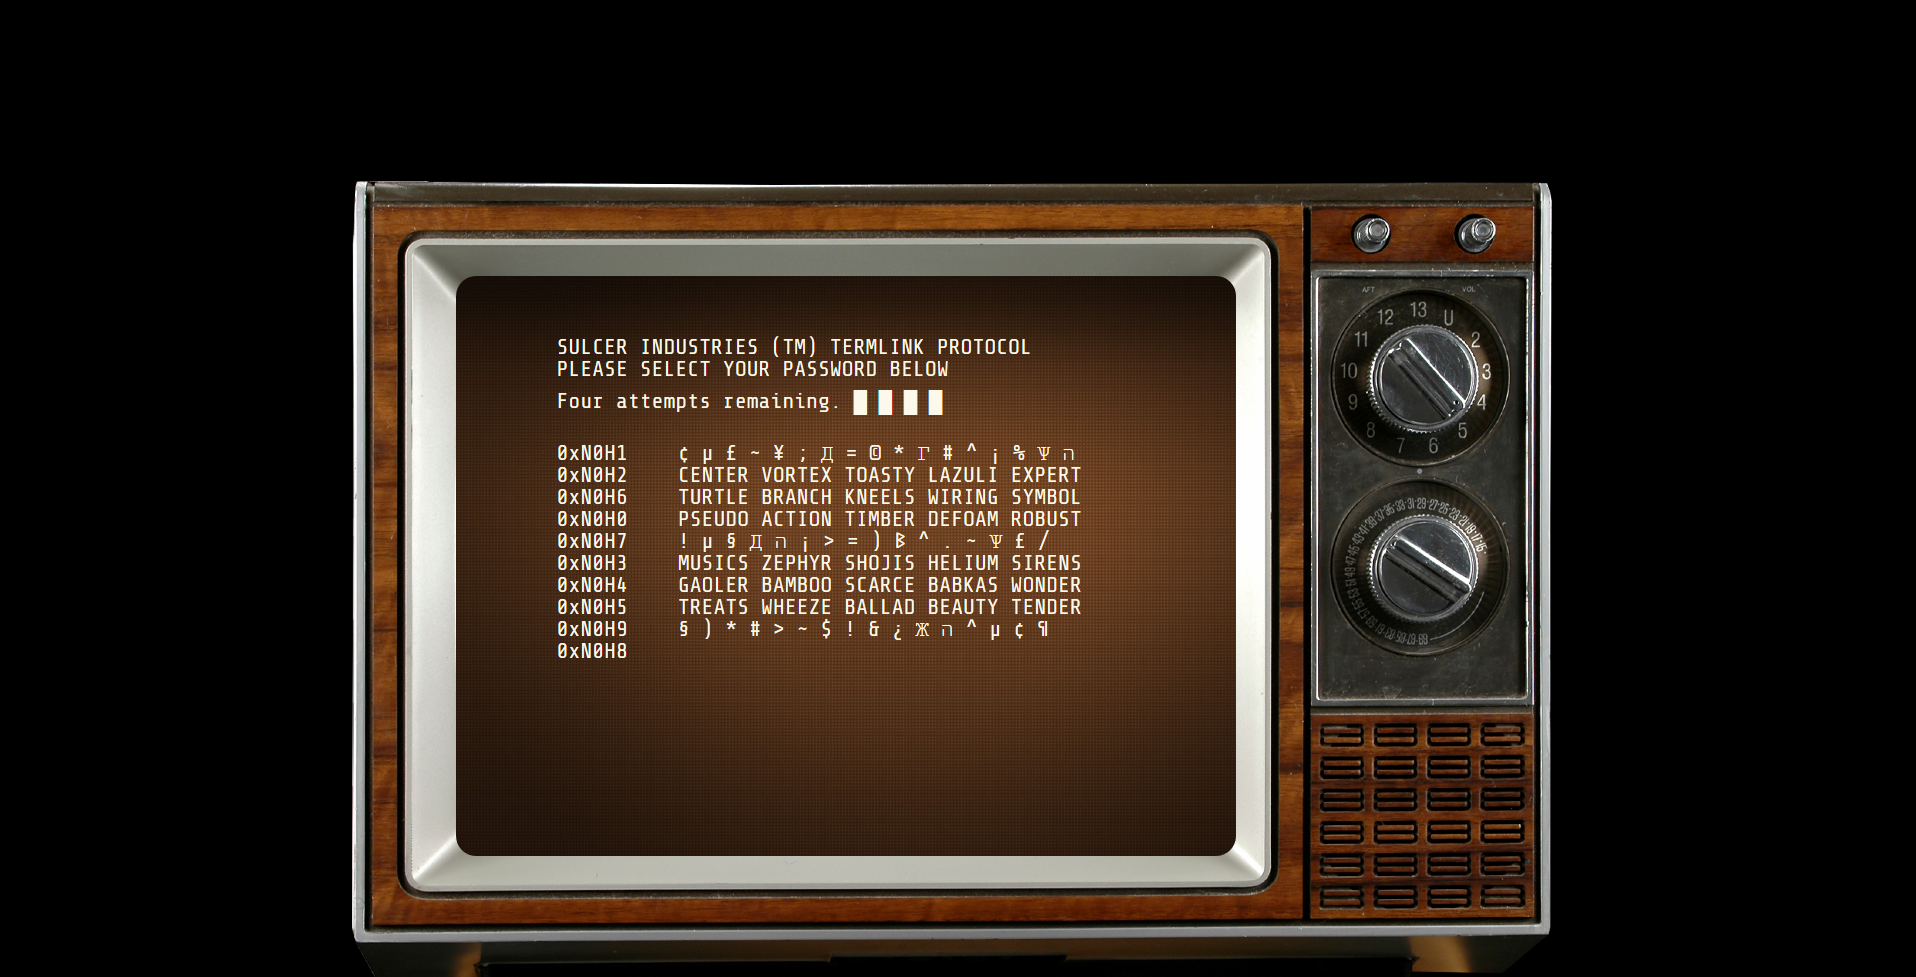 SULCER INDUSTRIES (TM) TERMLINK PROTOCOL
PLEASE SELECT YOUR PASSWORD BELOW
Four attempts remaining. █ █ █ █
0xN0H1 ¢ µ £ ~ ¥ ; Д = © * Γ # ^ ¡ % Ψ ה
0xN0H2 CENTER VORTEX TOASTY LAZULI EXPERT
0xN0H6 TURTLE BRANCH KNEELS WIRING SYMBOL
0xN0H0 PSEUDO ACTION TIMBER DEFOAM ROBUST
0xN0H7 ! µ § Д ה ¡ > = ) ᛒ ^ . ~ Ψ £ /
0xN0H3 MUSICS ZEPHYR SHOJIS HELIUM SIRENS
0xN0H4 GAOLER BAMBOO SCARCE BABKAS WONDER
0xN0H5 TREATS WHEEZE BALLAD BEAUTY TENDER
0xN0H9 § ) * # > ~ $ ! & ¿ Ж ה ^ µ ¢ ¶
0xN0H8
AFT VOL
13 U 2 3 4 5 6 7 8 9 10 11 12